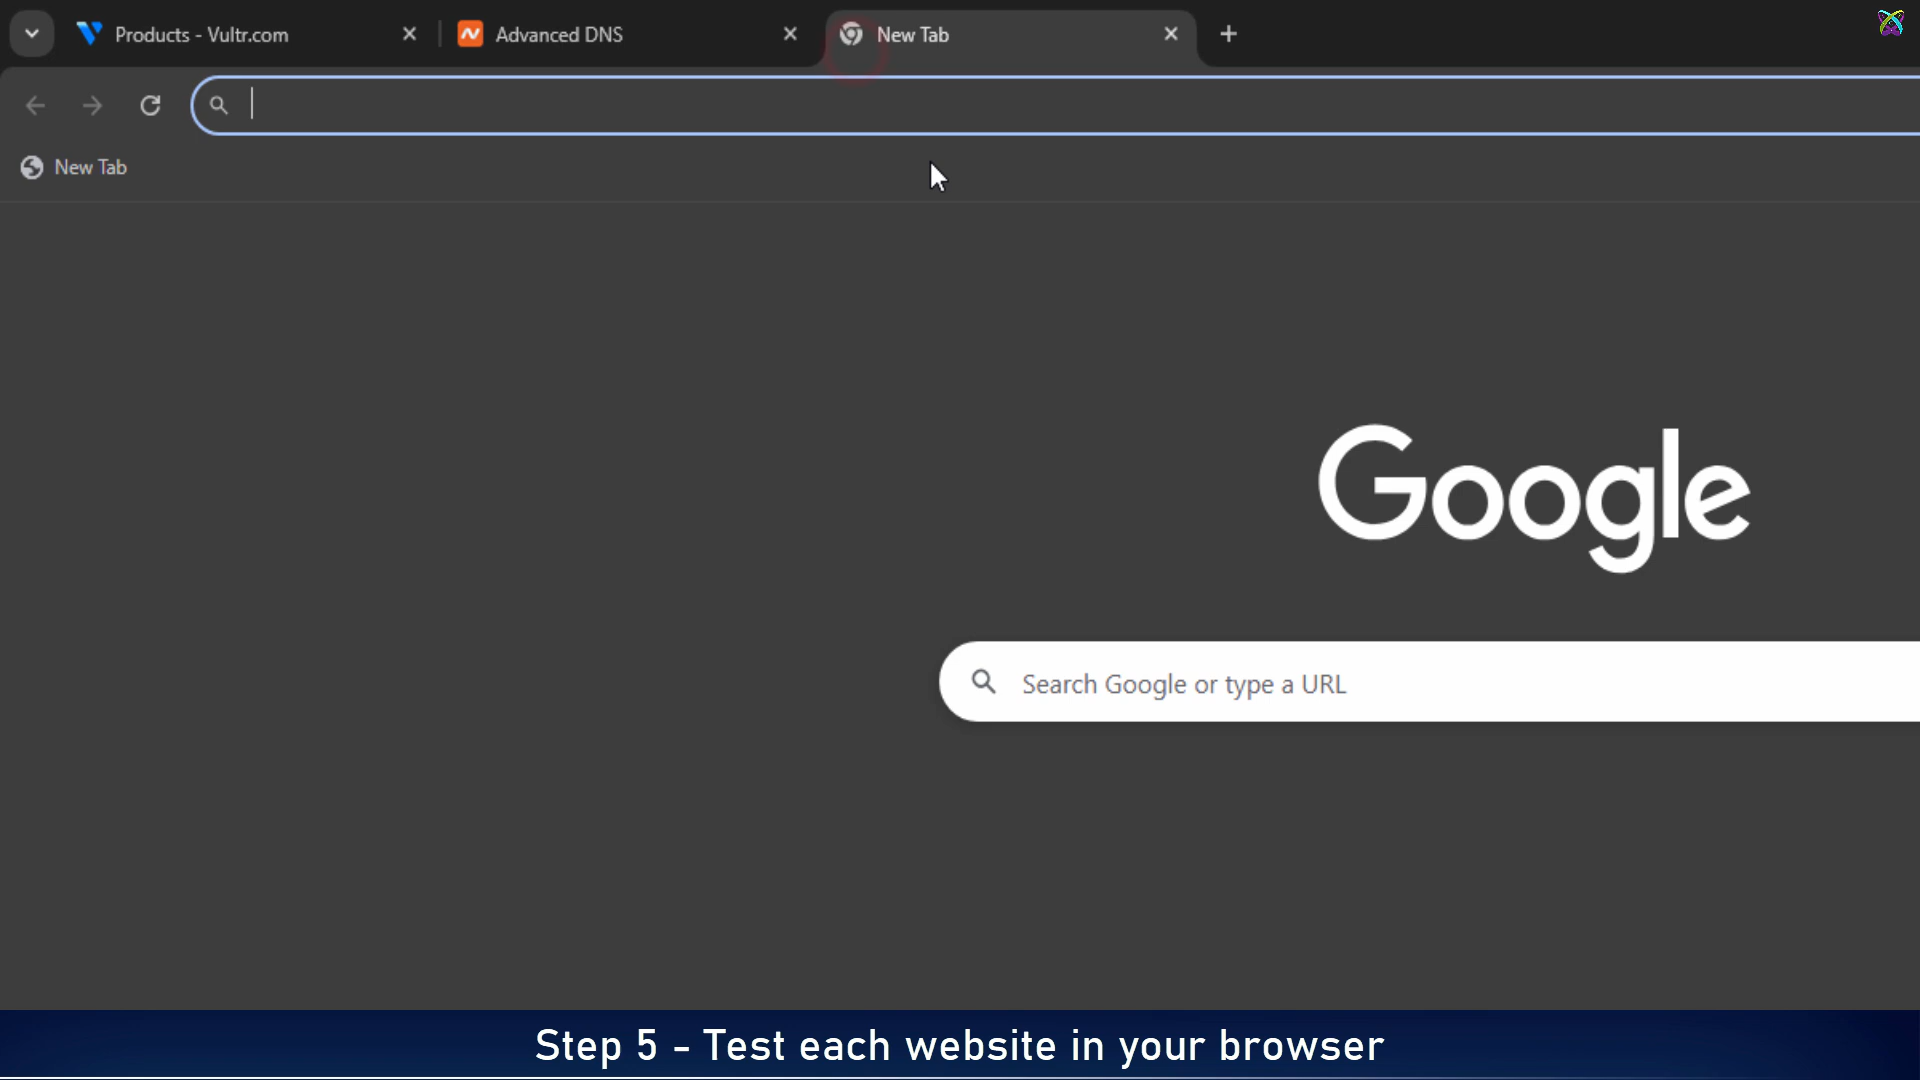 Products - Vultr.com
Advanced DNS
New Tab
New Tab
Google
Search Google or type a URL
Step 5 - Test each website in your browser